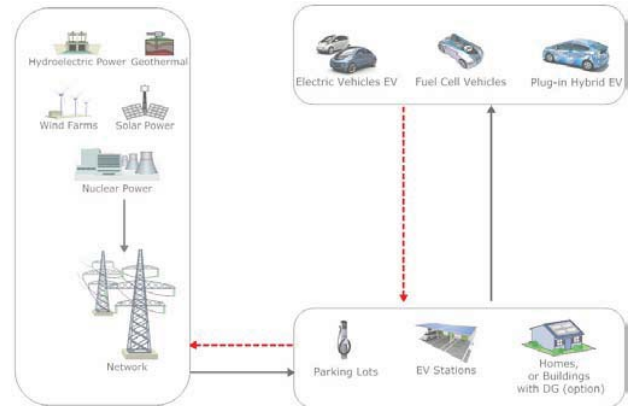 Hydroelectric Power
Geothermal
Wind Farms
Solar Power
Nuclear Power
Network
Electric Vehicles EV
Fuel Cell Vehicles
Plug-in Hybrid EV
Parking Lots
EV Stations
Homes,
or Buildings
with DG (option)